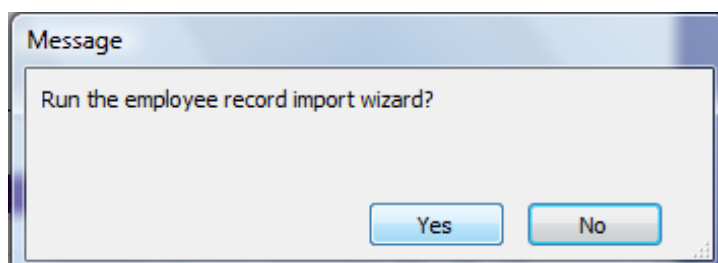 Message
Run the employee record import wizard?
Yes No